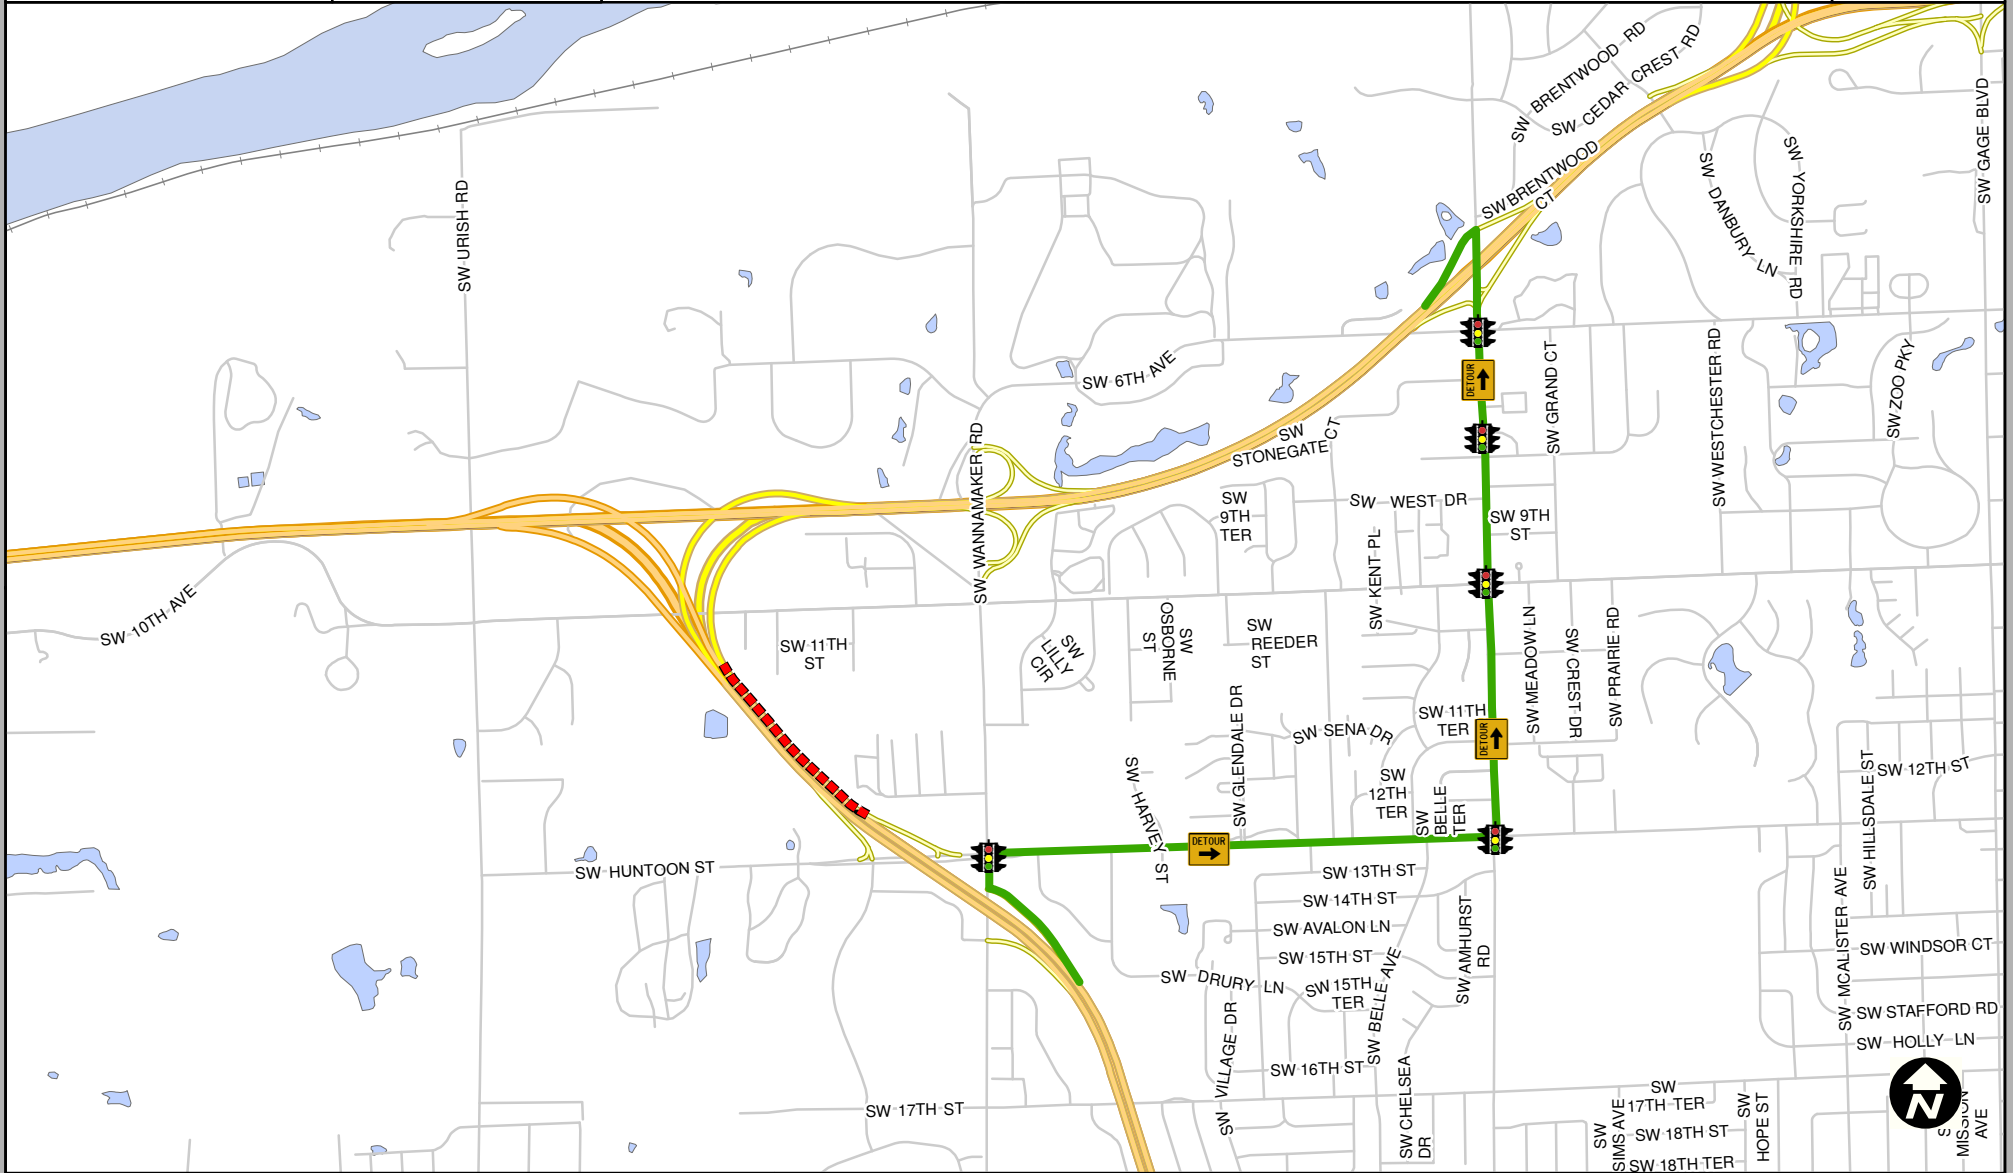 SW BRENTWOOD RD
SW CEDAR CREST RD
SW GAGE BLVD
SW BRENTWOOD
CT
SW DANBURY LN
SW YORKSHIRE RD
SW URISH RD
SW 6TH AVE
SW GRAND CT
SW WESTCHESTER RD
SW ZOO PKY
DETOUR
SW WANNAMAKER RD
SW
STONEGATE CT
SW
9TH
TER
SW WEST DR
SW 9TH
ST
SW KENT PL
SW 10TH AVE
SW 11TH
ST
SW
LILLY
CIR
SW
OSBORNE
ST
SW
REEDER
ST
SW MEADOW LN
SW CREST DR
SW PRAIRIE RD
SW GLENDALE DR
SW SENA DR
SW 11TH
TER
DETOUR
SW
12TH
TER
SW
BELLE
TER
SW HARVEY ST
SW HILLSDALE ST
SW 12TH ST
DETOUR
SW HUNTOON ST
SW 13TH ST
SW 14TH ST
SW AVALON LN
SW AMHURST
RD
SW MCALISTER AVE
SW WINDSOR CT
SW 15TH ST
SW DRURY LN
SW 15TH
TER
SW BELLE AVE
SW STAFFORD RD
SW HOLLY LN
SW VILLAGE DR
SW 16TH ST
SW CHELSEA
DR
SW 17TH ST
SW
17TH TER
SW
SIMS AVE
SW 18TH ST
SW 18TH TER
SW
HOPE ST
N
MISSION
AVE